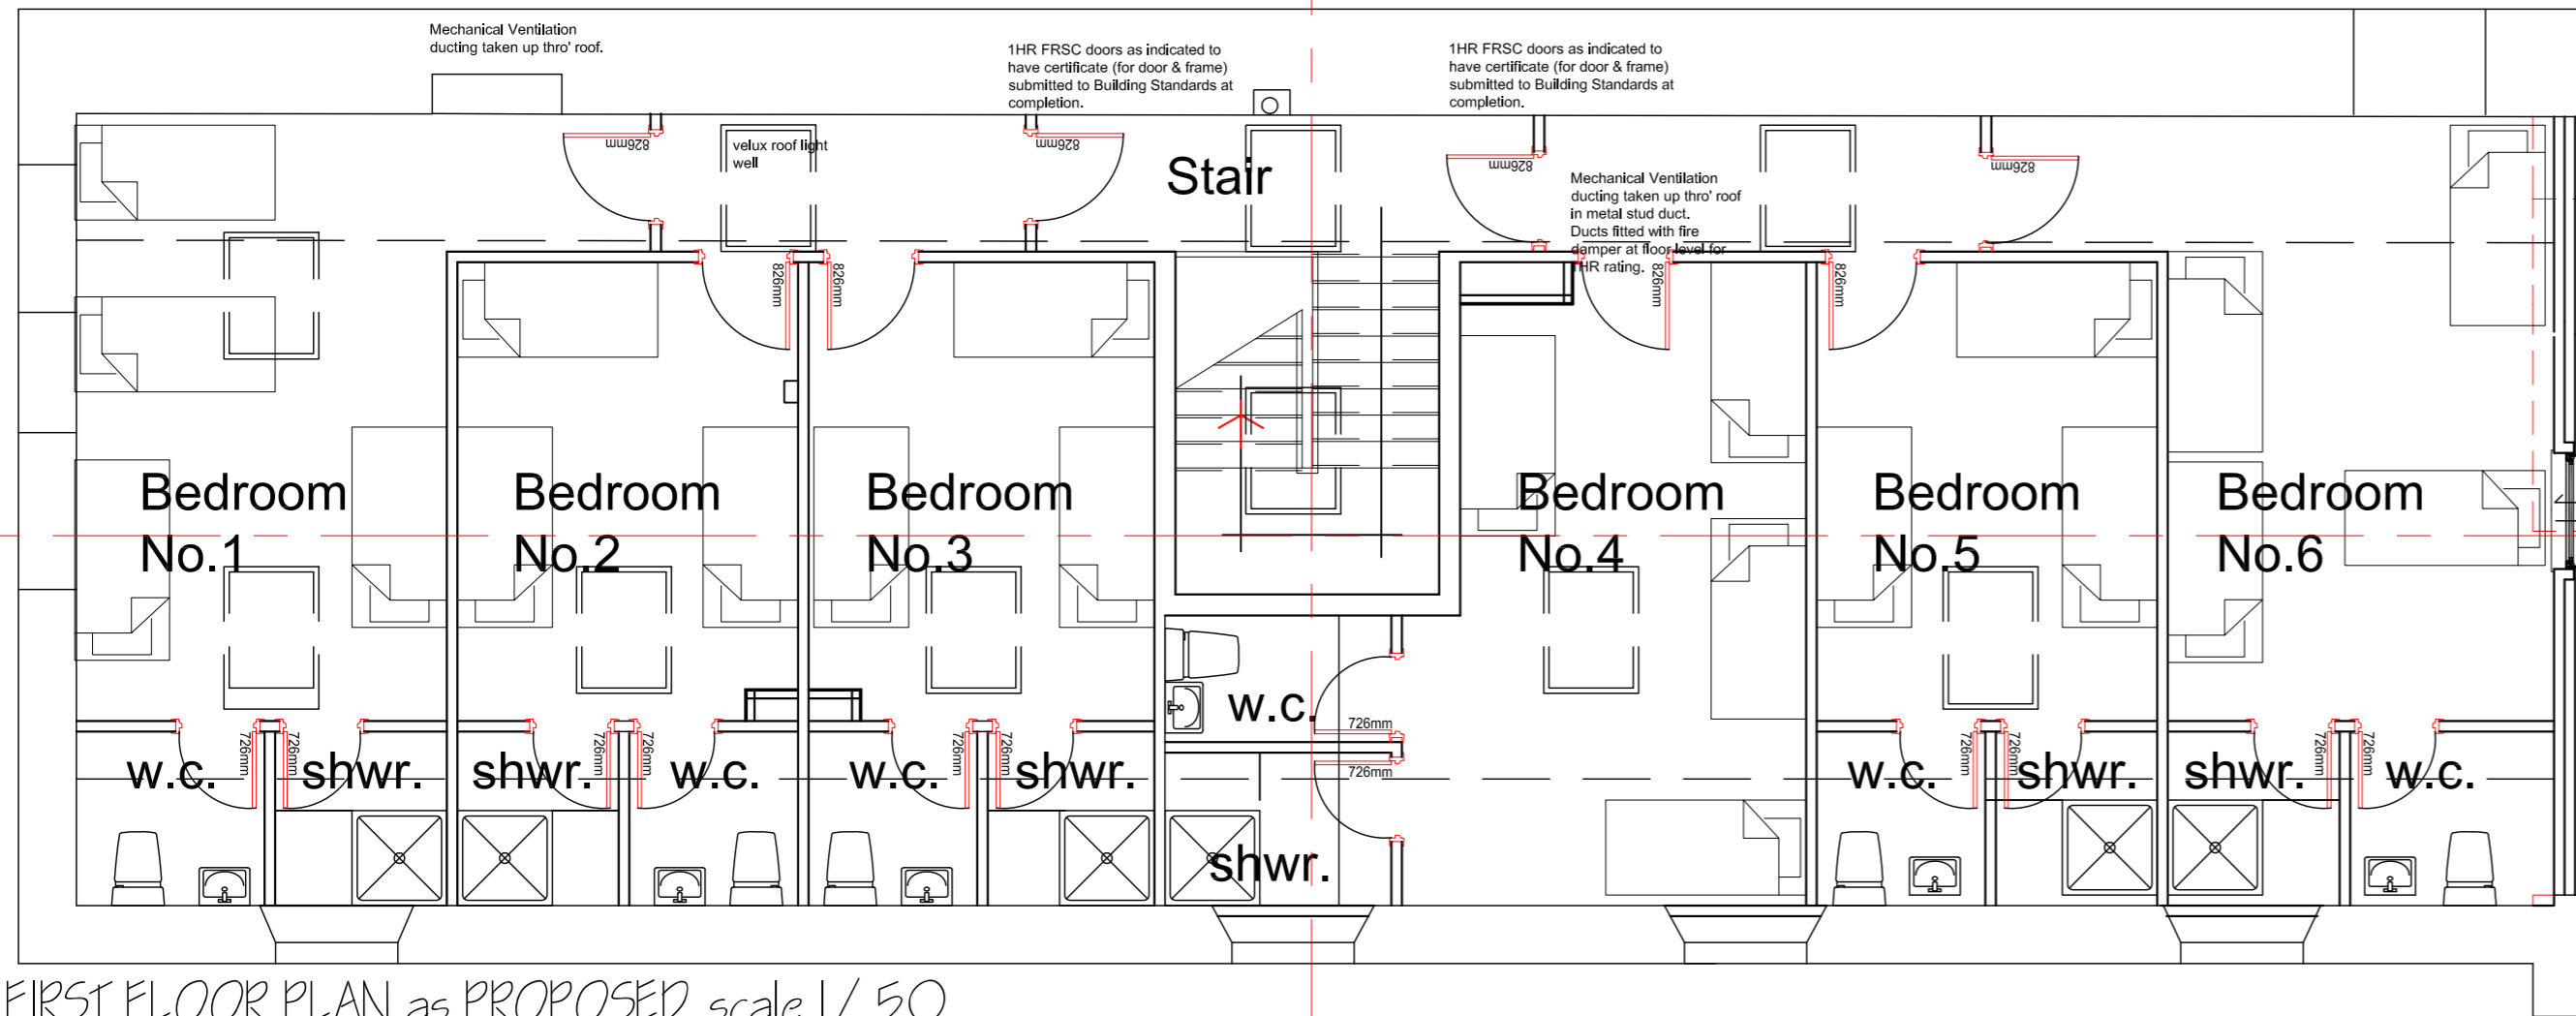 Mechanical Ventilation
ducting taken up thro' roof.
1HR FRSC doors as indicated to
have certificate (for door & frame)
submitted to Building Standards at
completion.
1HR FRSC doors as indicated to
have certificate (for door & frame)
submitted to Building Standards at
completion.
826mm
velux roof light
well
826mm
Stair
826mm
826mm
Mechanical Ventilation
ducting taken up thro' roof
in metal stud duct.
Ducts fitted with fire
damper at floor level for
1HR rating.
826mm
826mm
826mm
826mm
Bedroom
No.1
Bedroom
No.2
Bedroom
No.3
Bedroom
No.4
Bedroom
No.5
Bedroom
No.6
w.c.
726mm
726mm
w.c.
726mm
726mm
shwr.
shwr.
726mm
726mm
w.c.
w.c.
726mm
726mm
shwr.
shwr.
w.c.
726mm
726mm
shwr.
shwr.
726mm
726mm
w.c.
FIRST FLOOR PLAN as PROPOSED scale 1/ 50